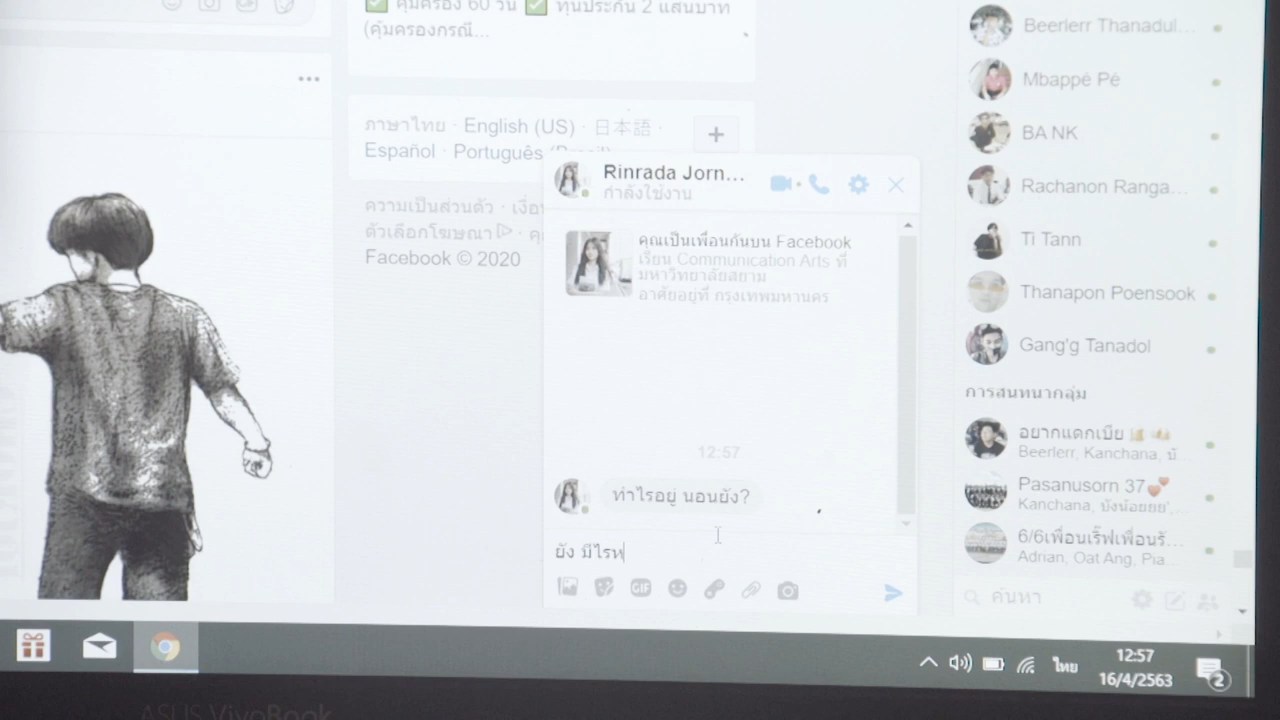 ✅ คุ้มครอง 60 วัน ✅ ทุนประกัน 2 แสนบาท
(คุ้มครองกรณี...
ภาษาไทย · English (US) · 日本語 ·
Español · Português (Brasil)
ความเป็นส่วนตัว · เงื่อน
ตัวเลือกโฆษณา · คุ
Facebook © 2020
Rinrada Jorn...
กำลังใช้งาน
คุณเป็นเพื่อนกันบน Facebook
เรียน Communication Arts ที่
มหาวิทยาลัยสยาม
อาศัยอยู่ที่ กรุงเทพมหานคร
12:57
ทำไรอยู่ นอนยัง?
ยัง มีไรห
GIF
Beerlerr Thanadul...
Mbappé Pé
BA NK
Rachanon Ranga...
Ti Tann
Thanapon Poensook
Gang'g Tanadol
การสนทนากลุ่ม
อยากแดกเบีย
Beerlerr, Kanchana, บั...
Pasanusorn 37💕
Kanchana, บังน้อยยย',...
6/6เพื่อนเร็ฟเพื่อนรั...
Adrian, Oat Ang, Pia...
ค้นหา
ไทย
12:57
16/4/2563
2
ASUS VivoBook